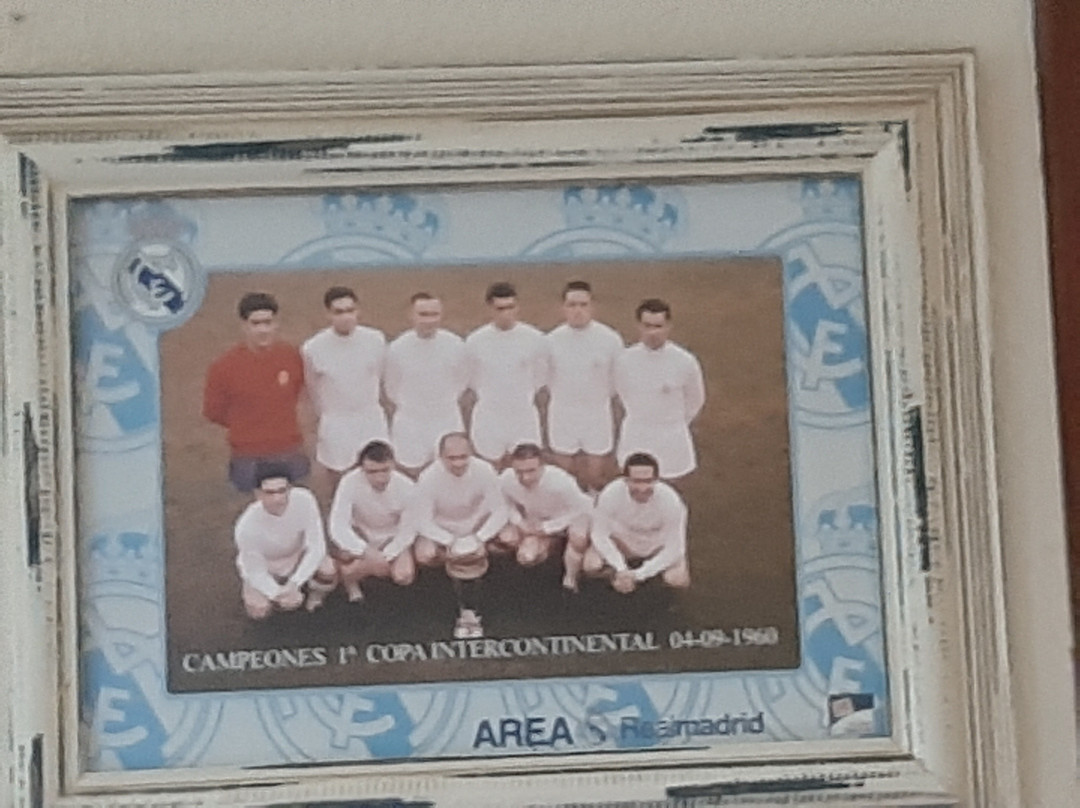 CAMPEONES 1ª COPA INTERCONTINENTAL 04-09-1960
AREA Realmadrid